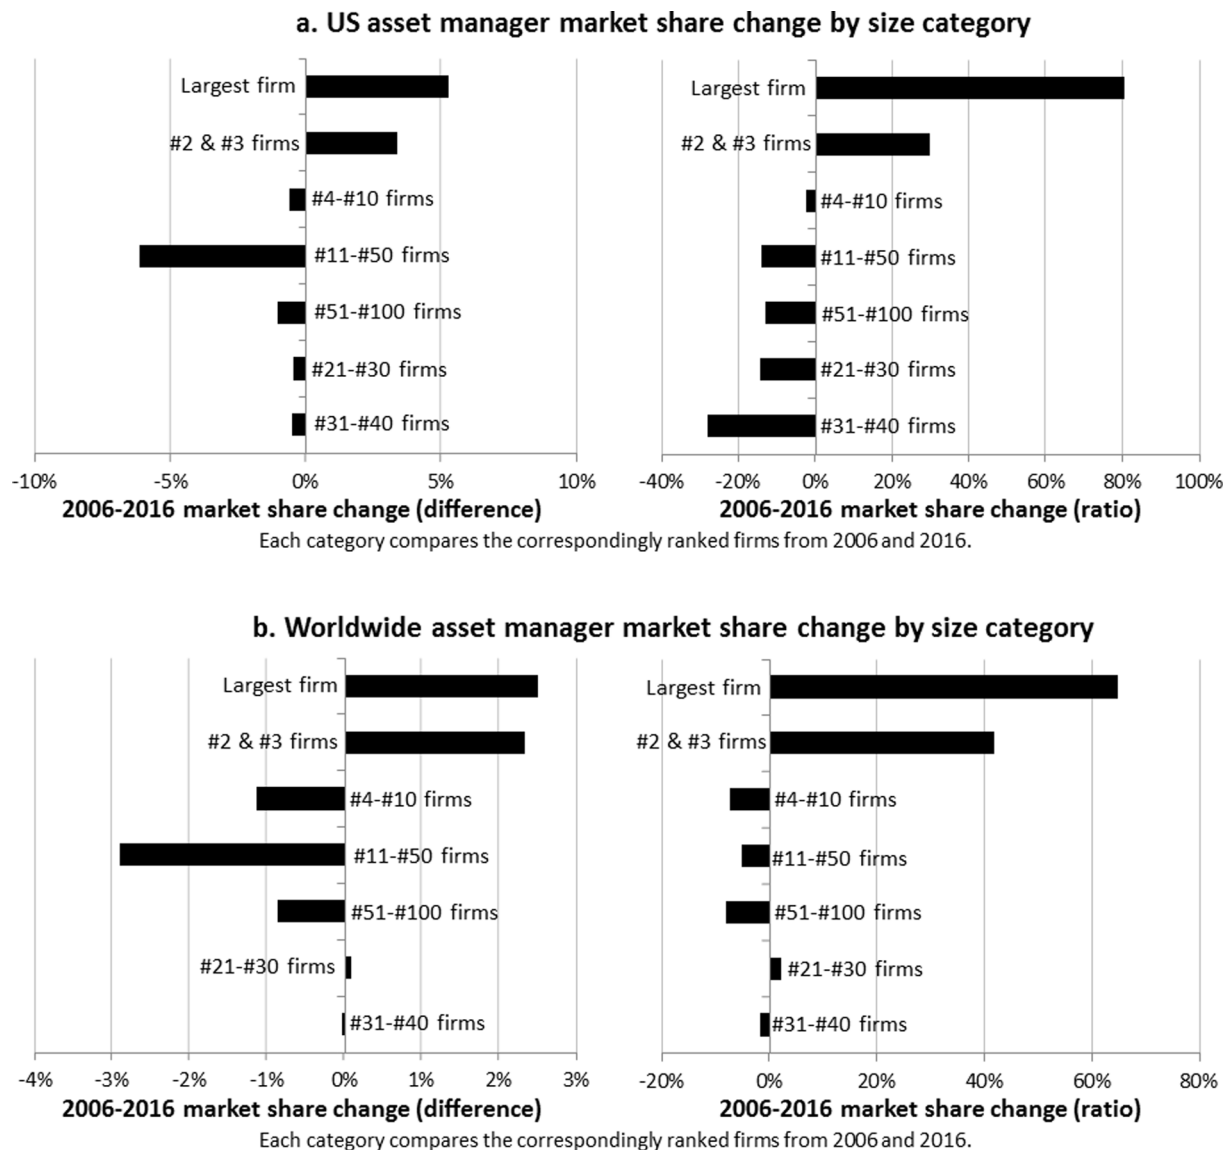 a. US asset manager market share change by size category
Largest firm
#2 & #3 firms
#4-#10 firms
#11-#50 firms
#51-#100 firms
#21-#30 firms
#31-#40 firms
-10% -5% 0% 5% 10%
2006-2016 market share change (difference)
Largest firm
#2 & #3 firms
#4-#10 firms
#11-#50 firms
#51-#100 firms
#21-#30 firms
#31-#40 firms
-40% -20% 0% 20% 40% 60% 80% 100%
2006-2016 market share change (ratio)
Each category compares the correspondingly ranked firms from 2006 and 2016.
b. Worldwide asset manager market share change by size category
Largest firm
#2 & #3 firms
#4-#10 firms
#11-#50 firms
#51-#100 firms
#21-#30 firms
#31-#40 firms
-4% -3% -2% -1% 0% 1% 2% 3%
2006-2016 market share change (difference)
Largest firm
#2 & #3 firms
#4-#10 firms
#11-#50 firms
#51-#100 firms
#21-#30 firms
#31-#40 firms
-20% 0% 20% 40% 60% 80%
2006-2016 market share change (ratio)
Each category compares the correspondingly ranked firms from 2006 and 2016.